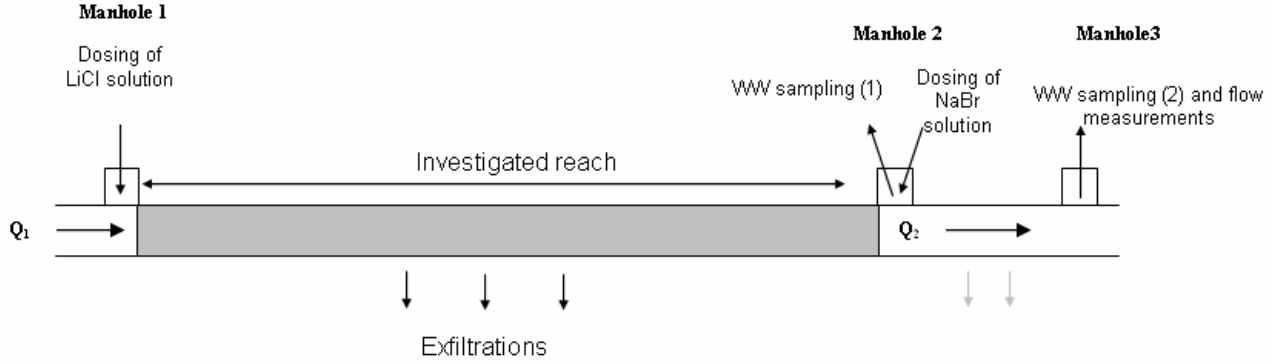 Manhole 1
Dosing of
LiCl solution
Manhole 2
WW sampling (1)
Dosing of
NaBr
solution
Manhole3
WW sampling (2) and flow
measurements
Investigated reach
Q₁
Q₂
Exfiltrations